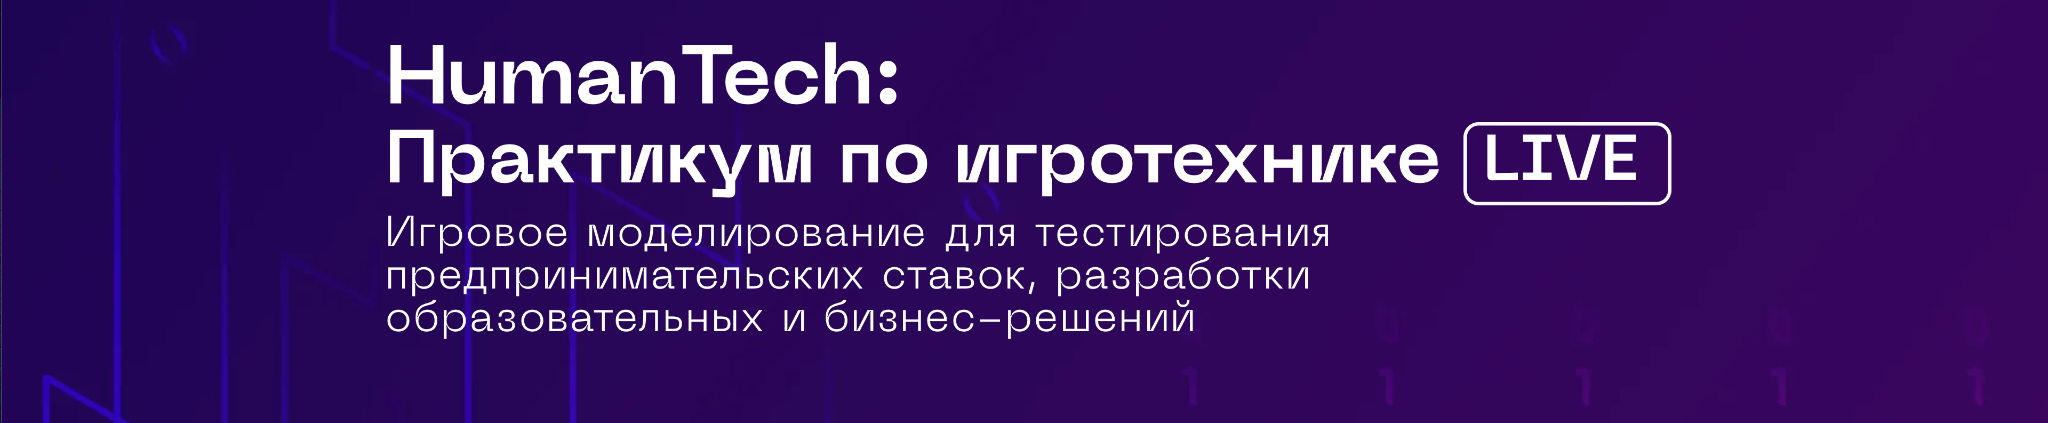 HumanTech:
Практикум по игротехнике LIVE
Игровое моделирование для тестирования
предпринимательских ставок, разработки
образовательных и бизнес-решений